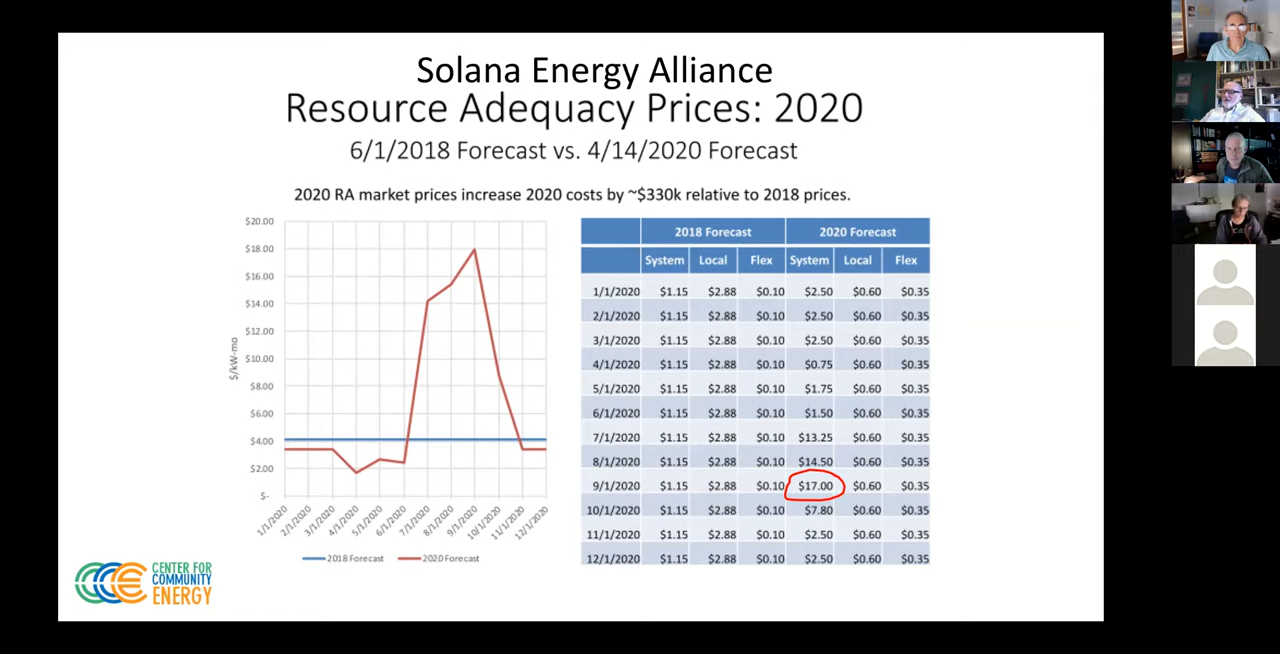 Solana Energy Alliance
Resource Adequacy Prices: 2020
6/1/2018 Forecast vs. 4/14/2020 Forecast
2020 RA market prices increase 2020 costs by ~$330k relative to 2018 prices.
$20.00
$18.00
$16.00
$14.00
$12.00
$10.00
$8.00
$6.00
$4.00
$2.00
$-
$/kW-mo
1/1/2020 2/1/2020 3/1/2020 4/1/2020 5/1/2020 6/1/2020 7/1/2020 8/1/2020 9/1/2020 10/1/2020 11/1/2020 12/1/2020
2018 Forecast 2020 Forecast
2018 Forecast 2020 Forecast
System Local Flex System Local Flex
1/1/2020 $1.15 $2.88 $0.10 $2.50 $0.60 $0.35
2/1/2020 $1.15 $2.88 $0.10 $2.50 $0.60 $0.35
3/1/2020 $1.15 $2.88 $0.10 $2.50 $0.60 $0.35
4/1/2020 $1.15 $2.88 $0.10 $0.75 $0.60 $0.35
5/1/2020 $1.15 $2.88 $0.10 $1.75 $0.60 $0.35
6/1/2020 $1.15 $2.88 $0.10 $1.50 $0.60 $0.35
7/1/2020 $1.15 $2.88 $0.10 $13.25 $0.60 $0.35
8/1/2020 $1.15 $2.88 $0.10 $14.50 $0.60 $0.35
9/1/2020 $1.15 $2.88 $0.10 $17.00 $0.60 $0.35
10/1/2020 $1.15 $2.88 $0.10 $7.80 $0.60 $0.35
11/1/2020 $1.15 $2.88 $0.10 $2.50 $0.60 $0.35
12/1/2020 $1.15 $2.88 $0.10 $2.50 $0.60 $0.35
CENTER FOR
COMMUNITY
ENERGY